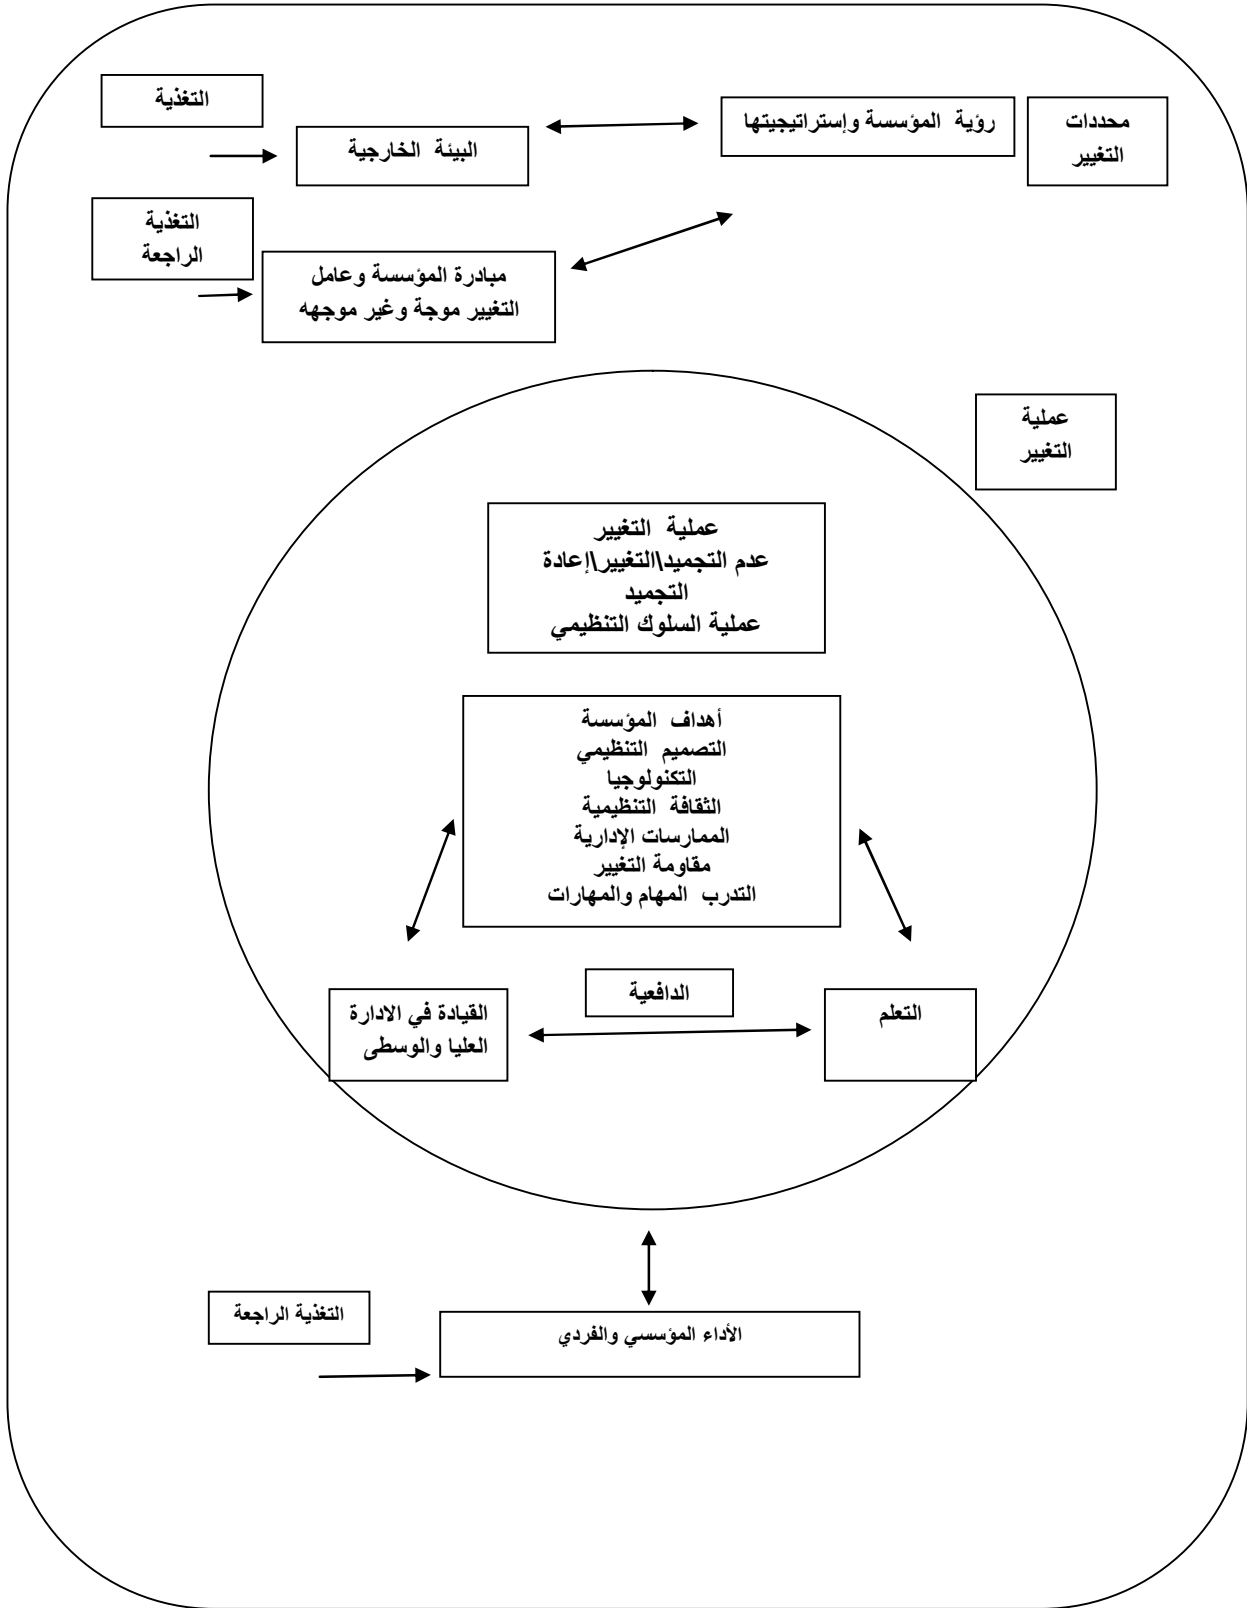 التغذية
البيئة الخارجية
رؤية المؤسسة وإستراتيجيتها
محددات
التغيير
التغذية
الراجعة
مبادرة المؤسسة وعامل
التغيير موجة وغير موجهه
عملية
التغيير
عملية التغيير
عدم التجميد\التغيير\إعادة
التجميد
عملية السلوك التنظيمي
أهداف المؤسسة
التصميم التنظيمي
التكنولوجيا
الثقافة التنظيمية
الممارسات الإدارية
مقاومة التغيير
التدرب المهام والمهارات
الدافعية
القيادة في الادارة
العليا والوسطى
التعلم
التغذية الراجعة
الأداء المؤسسي والفردي